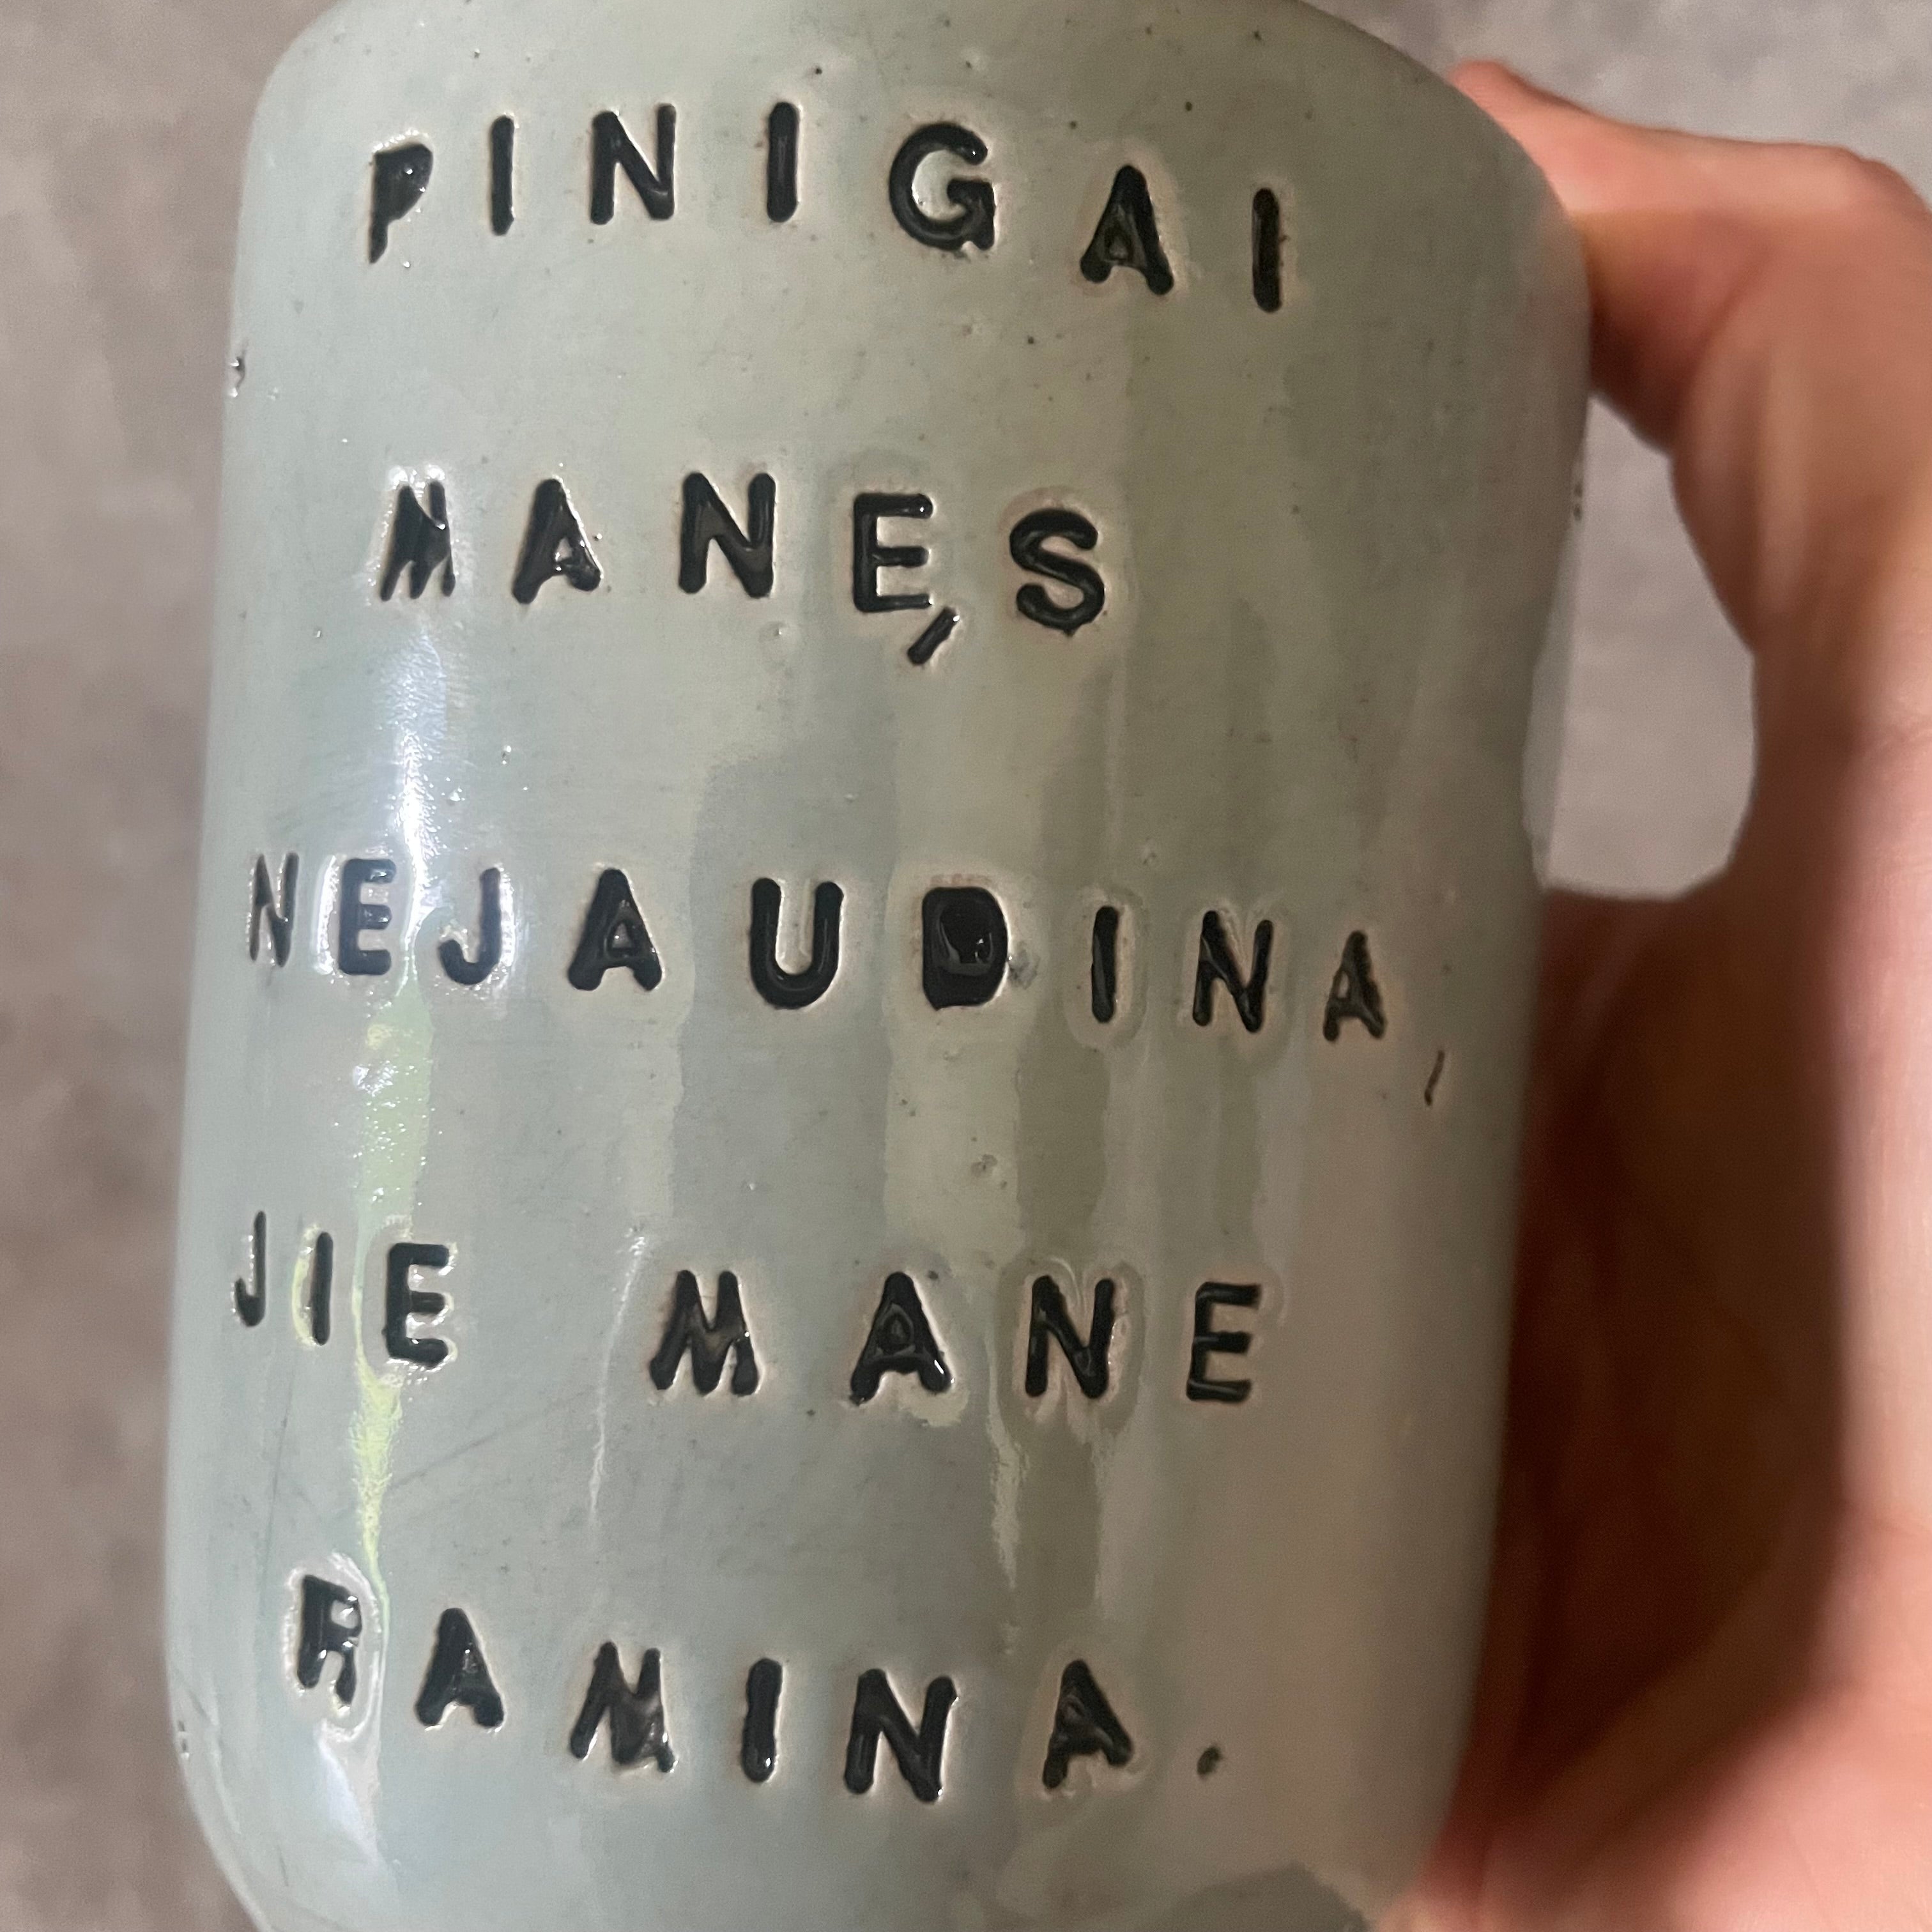 PINIGAI
MANĘS
NEJAUDINA,
JIE MANE
RAMINA.